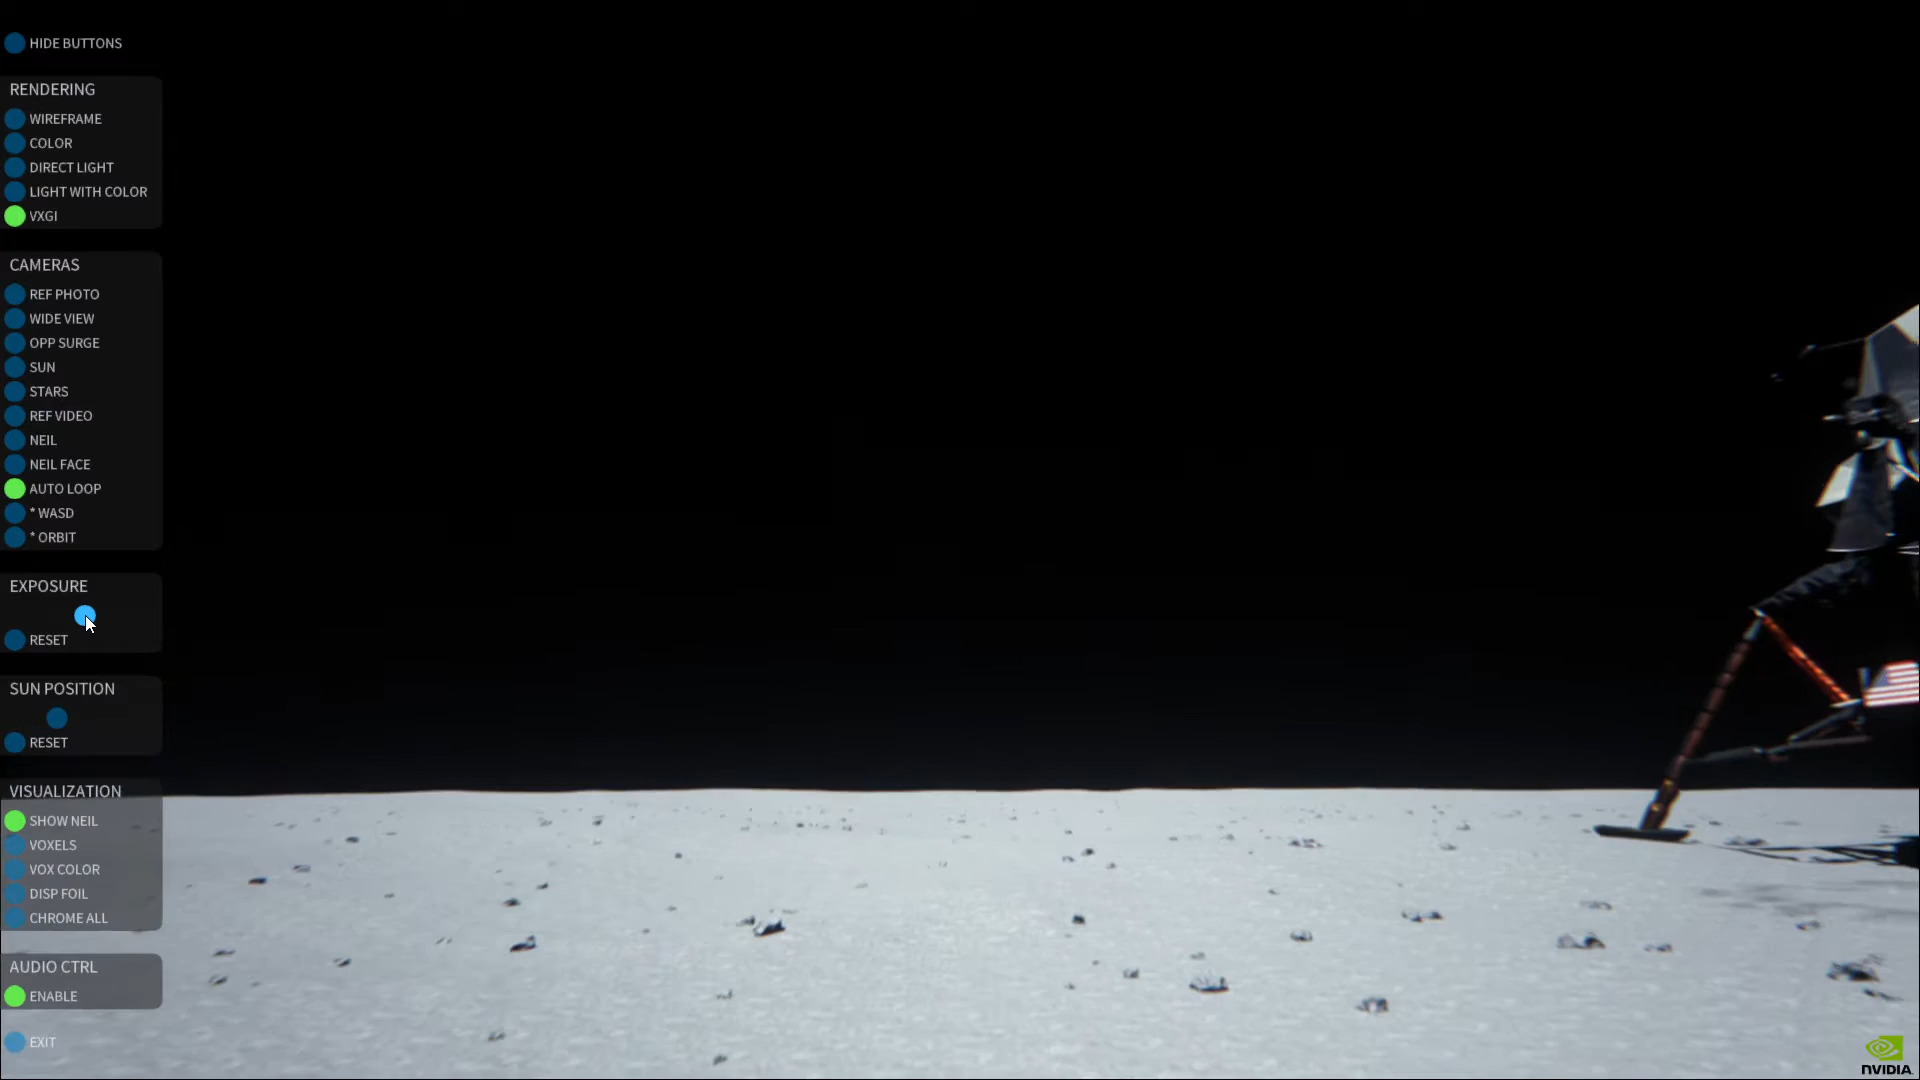 HIDE BUTTONS
RENDERING
WIREFRAME
COLOR
DIRECT LIGHT
LIGHT WITH COLOR
VXGI
CAMERAS
REF PHOTO
WIDE VIEW
OPP SURGE
SUN
STARS
REF VIDEO
NEIL
NEIL FACE
AUTO LOOP
* WASD
* ORBIT
EXPOSURE
RESET
SUN POSITION
RESET
VISUALIZATION
SHOW NEIL
VOXELS
VOX COLOR
DISP FOIL
CHROME ALL
AUDIO CTRL
ENABLE
EXIT
NVIDIA.